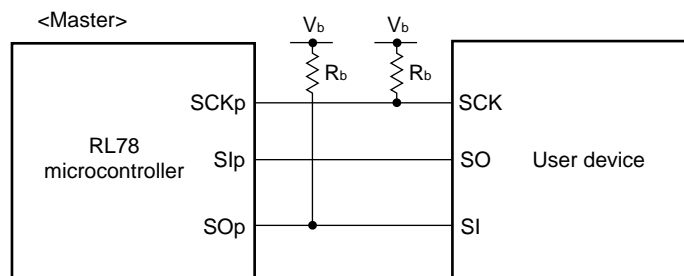 <Master>
Vb
Vb
Rb
Rb
SCKp
SCK
RL78
microcontroller
SIp
SO
User device
SOp
SI